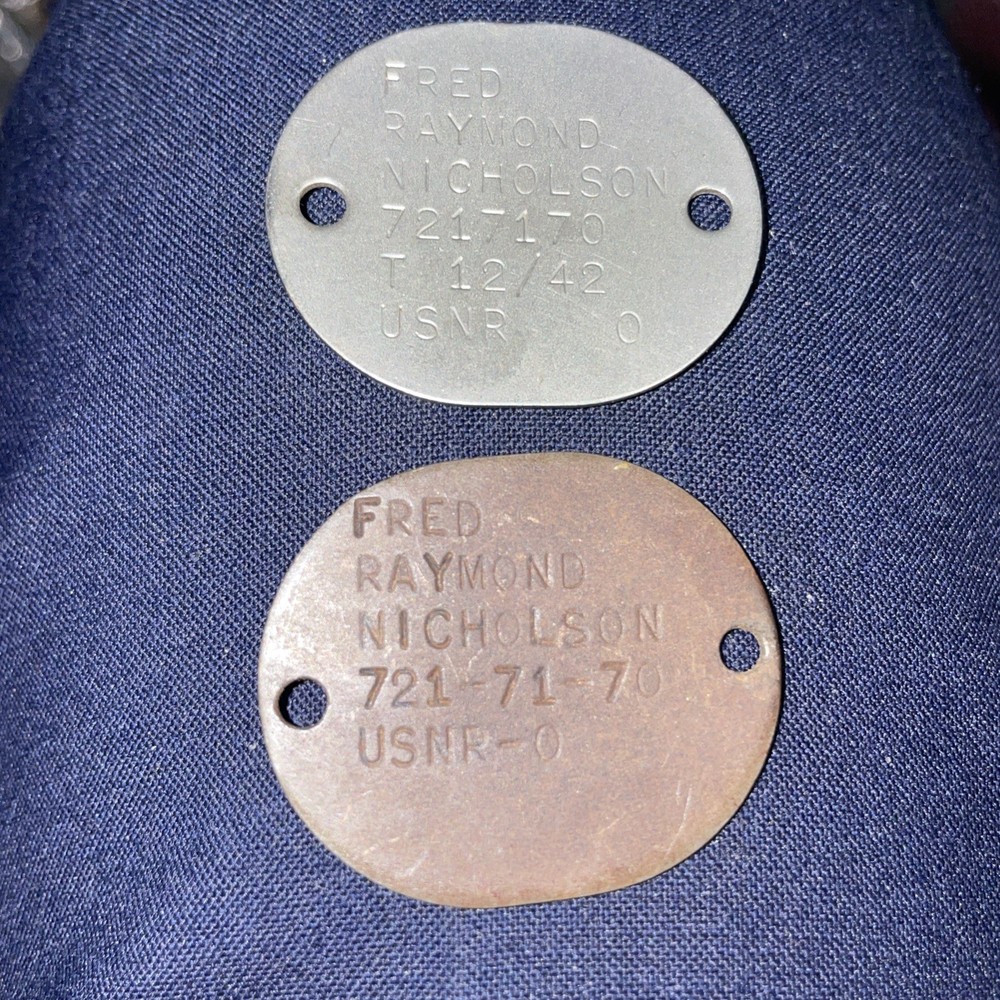 FRED
RAYMOND
NICHOLSON
7217170
T 12/42
USNR O
FRED
RAYMOND
NICHOLSON
721-71-70
USNR-O